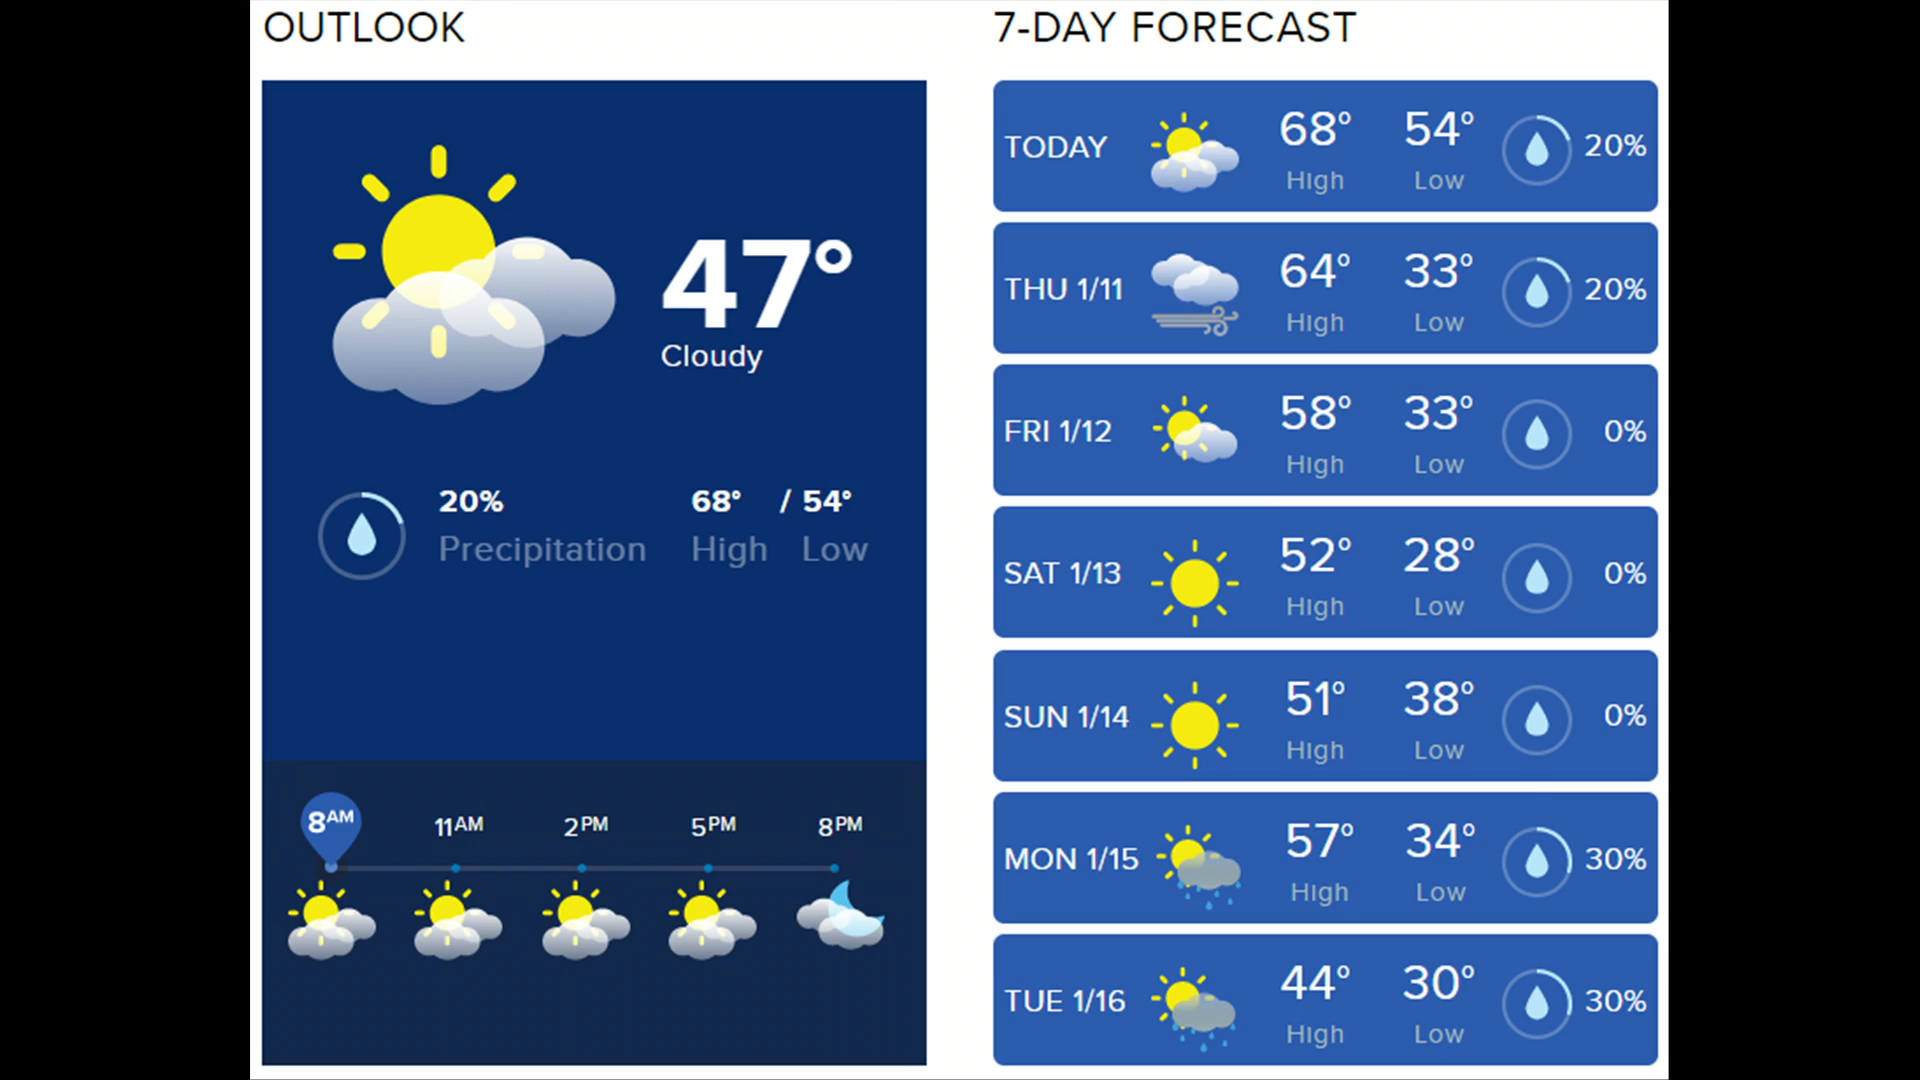 OUTLOOK
47°
Cloudy
20%
Precipitation
68° / 54°
High Low
8AM 11AM 2PM 5PM 8PM
7-DAY FORECAST
TODAY 68° 54° 20%
High Low
THU 1/11 64° 33° 20%
High Low
FRI 1/12 58° 33° 0%
High Low
SAT 1/13 52° 28° 0%
High Low
SUN 1/14 51° 38° 0%
High Low
MON 1/15 57° 34° 30%
High Low
TUE 1/16 44° 30° 30%
High Low